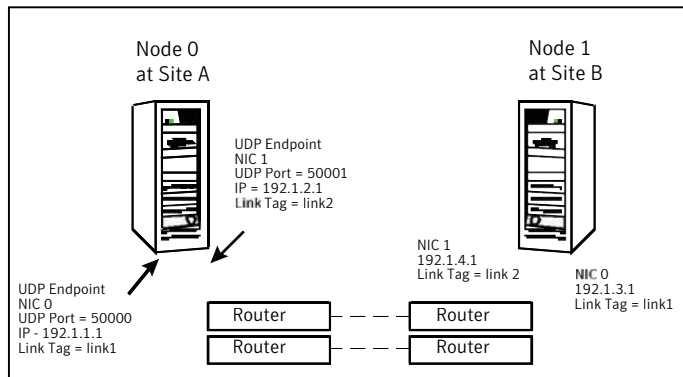 Node 0
at Site A
Node 1
at Site B
UDP Endpoint
NIC 1
UDP Port = 50001
IP = 192.1.2.1
Link Tag = link2
UDP Endpoint
NIC 0
UDP Port = 50000
IP - 192.1.1.1
Link Tag = link1
NIC 1
192.1.4.1
Link Tag = link 2
NIC 0
192.1.3.1
Link Tag = link1
Router
Router
Router
Router